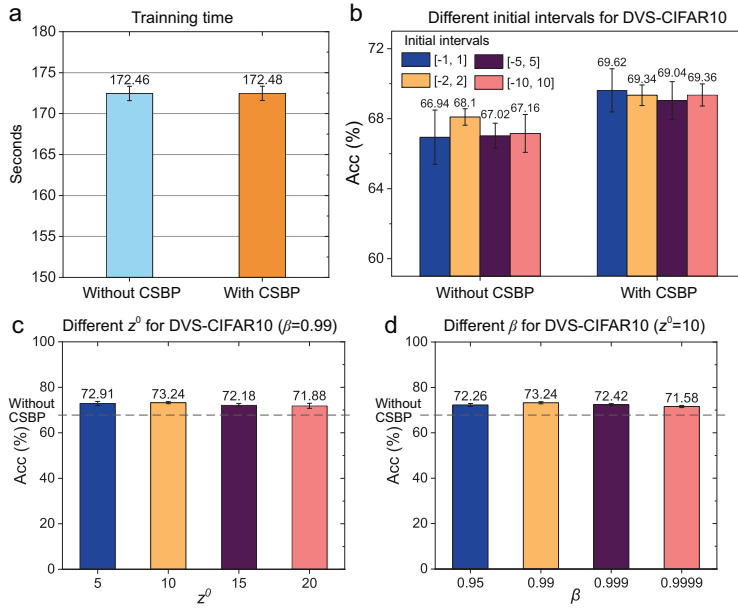 a
Trainning time
180
175
170
165
160
155
150
Seconds
172.46
172.48
Without CSBP
With CSBP
b
Different initial intervals for DVS-CIFAR10
Initial intervals
[-1, 1]
[-5, 5]
[-2, 2]
[-10, 10]
72
68
64
60
Acc (%)
66.94
68.1
67.02
67.16
69.62
69.34
69.04
69.36
Without CSBP
With CSBP
c
Different z⁰ for DVS-CIFAR10 (β=0.99)
100
80
60
40
20
0
Acc (%)
Without
CSBP
72.91
73.24
72.18
71.88
5
10
15
20
z⁰
d
Different β for DVS-CIFAR10 (z⁰=10)
100
80
60
40
20
0
Acc (%)
Without
CSBP
72.26
73.24
72.42
71.58
0.95
0.99
0.999
0.9999
β